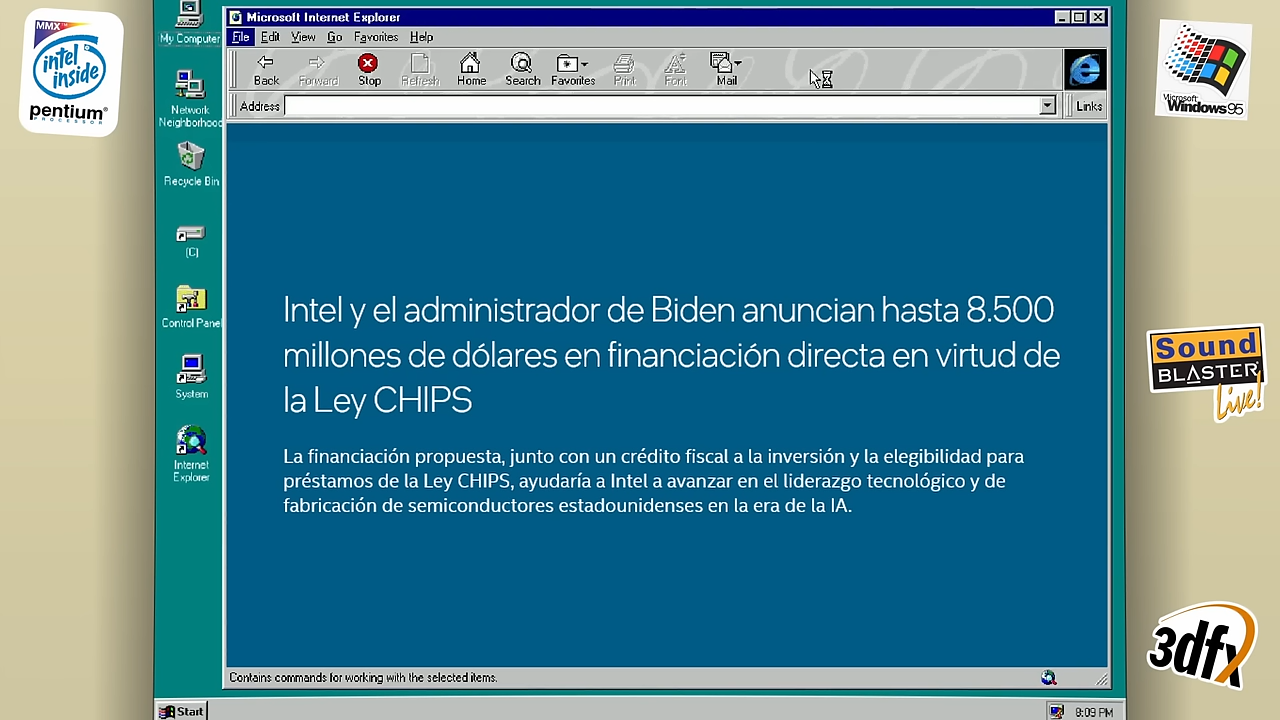 Microsoft Internet Explorer
File Edit View Go Favorites Help
Back Forward Stop Refresh Home Search Favorites Print Font Mail
Address
Links
My Computer
Network Neighborhood
Recycle Bin
(C)
Control Panel
System
Internet Explorer
Intel y el administrador de Biden anuncian hasta 8.500
millones de dólares en financiación directa en virtud de
la Ley CHIPS
La financiación propuesta, junto con un crédito fiscal a la inversión y la elegibilidad para
préstamos de la Ley CHIPS, ayudaría a Intel a avanzar en el liderazgo tecnológico y de
fabricación de semiconductores estadounidenses en la era de la IA.
Contains commands for working with the selected items.
Start
8:09 PM
MMX™
intel
inside
pentium®
PROCESSOR
Microsoft
Windows 95
Sound
BLASTER
Live!
3dfx